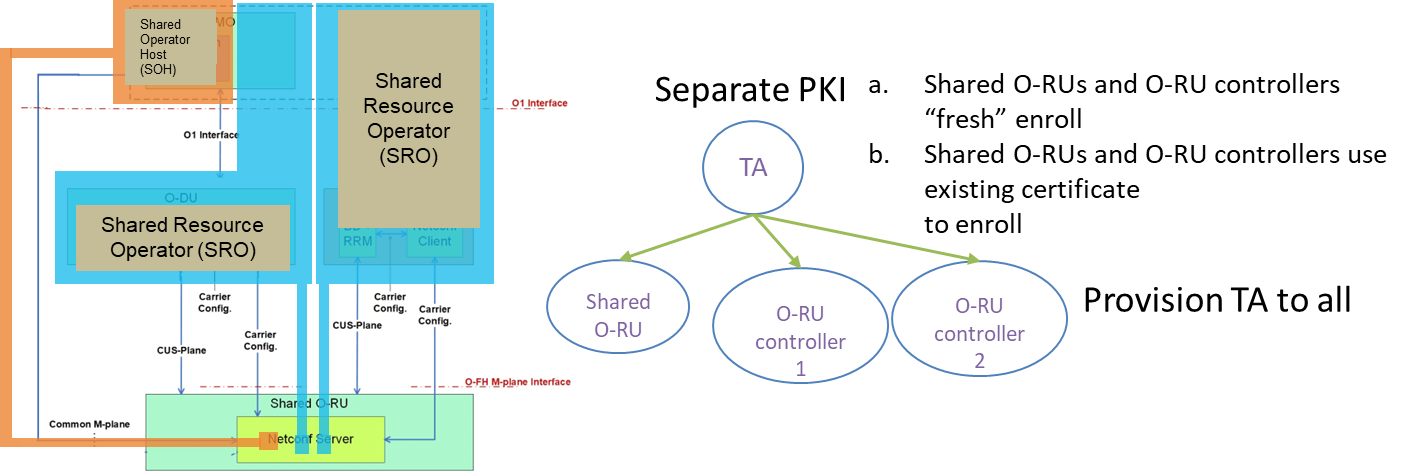 Shared
Operator
Host
(SOH)
MO
Shared
Resource
Operator
(SRO)
O1 Interface
O1 Interface
O-DU
Shared Resource
Operator (SRO)
RRM
Client
Carrier
Config.
Carrier
Config.
Carrier
Config.
Carrier
Config.
CUS-Plane
CUS-Plane
O-FH M-plane Interface
Shared O-RU
Common M-plane
Netconf Server
Separate PKI
a. Shared O-RUs and O-RU controllers
“fresh” enroll
b. Shared O-RUs and O-RU controllers use
existing certificate
to enroll
TA
Shared
O-RU
O-RU
controller
1
O-RU
controller
2
Provision TA to all